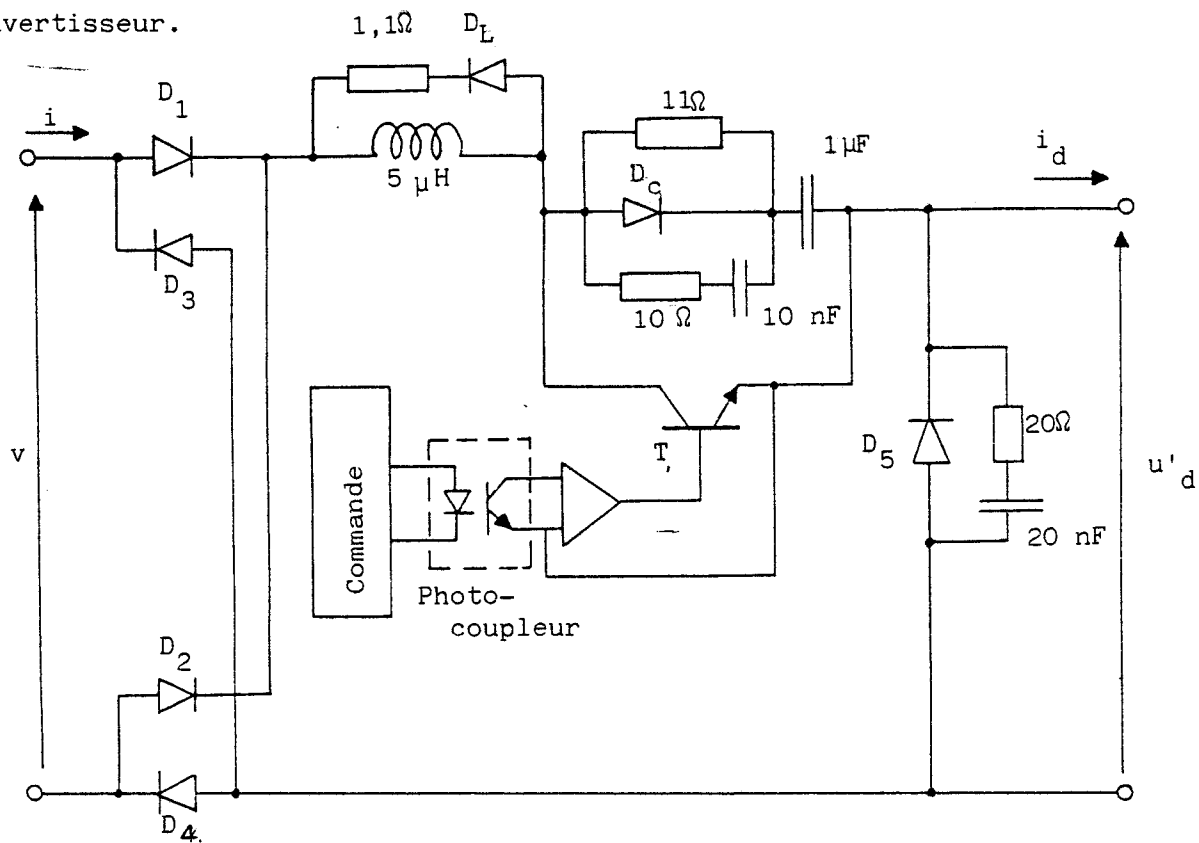 vertisseur.
1,1Ω
D_L
D_1
i
5 μH
11Ω
D_c
1μF
i_d
D_3
10 Ω
10 nF
v
Commande
T,
D_5
20Ω
u'_d
20 nF
Photo-
coupleur
D_2
D_4.